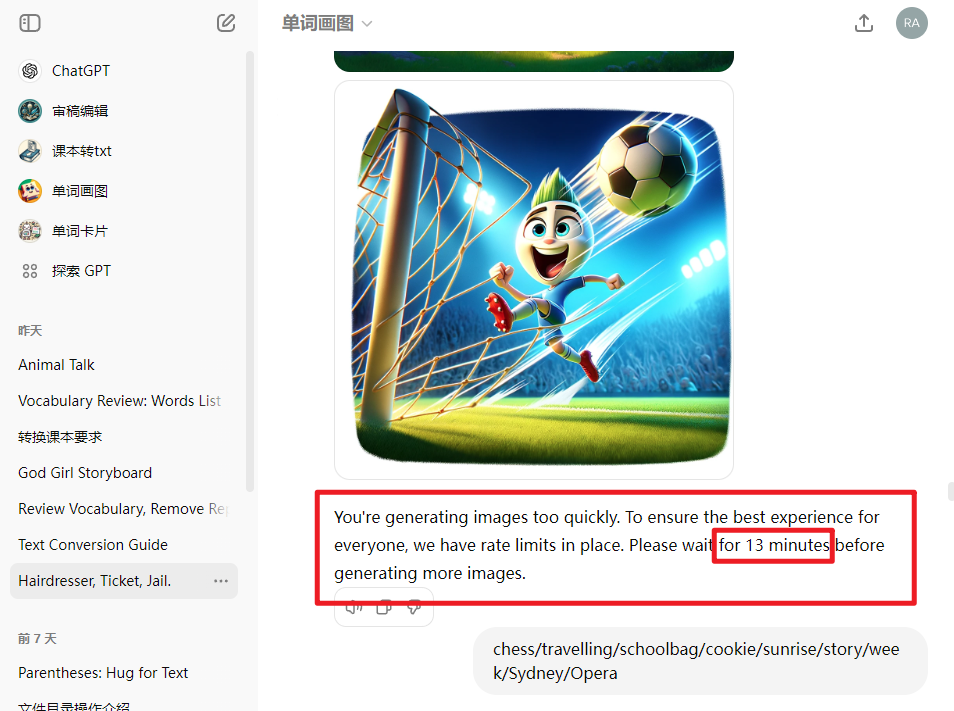 单词画图
RA
ChatGPT
审稿编辑
课本转txt
单词画图
单词卡片
探索 GPT
昨天
Animal Talk
Vocabulary Review: Words List
转换课本要求
God Girl Storyboard
Review Vocabulary, Remove Rep
Text Conversion Guide
Hairdresser, Ticket, Jail.
前 7 天
Parentheses: Hug for Text
文件目录操作介绍
You're generating images too quickly. To ensure the best experience for
everyone, we have rate limits in place. Please wait for 13 minutes before
generating more images.
chess/travelling/schoolbag/cookie/sunrise/story/wee
k/Sydney/Opera